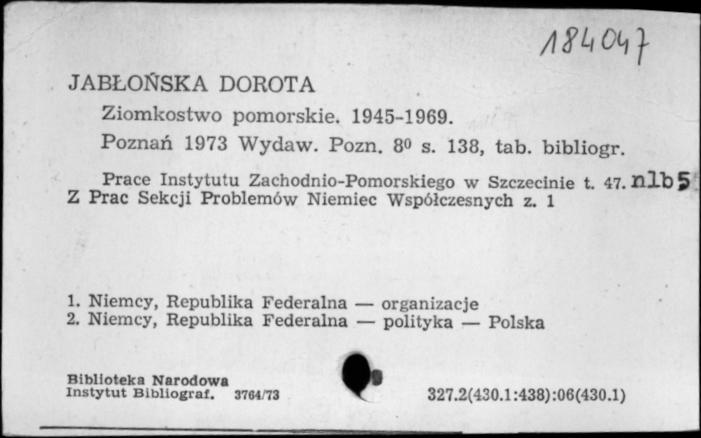 184047
JABŁOŃSKA DOROTA
Ziomkostwo pomorskie. 1945-1969.
Poznań 1973 Wydaw. Pozn. 8⁰ s. 138, tab. bibliogr.
Prace Instytutu Zachodnio-Pomorskiego w Szczecinie t. 47. nlb5
Z Prac Sekcji Problemów Niemiec Współczesnych z. 1
1. Niemcy, Republika Federalna — organizacje
2. Niemcy, Republika Federalna — polityka — Polska
Biblioteka Narodowa
Instytut Bibliograf. 3764/73 327.2(430.1:438):06(430.1)